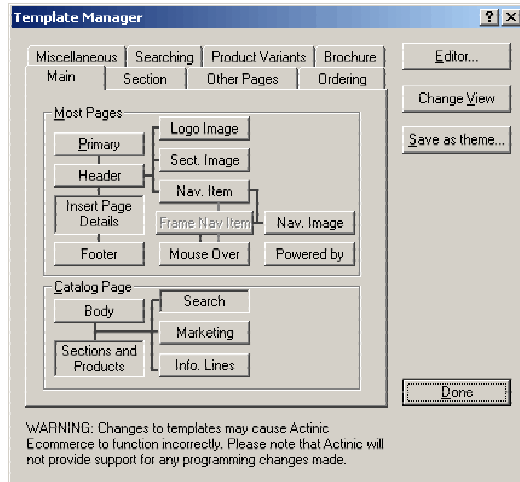 Template Manager
Miscellaneous Searching Product Variants Brochure
Main Section Other Pages Ordering
Most Pages
Primary
Header
Insert Page
Details
Footer
Logo Image
Sect. Image
Nav. Item
Frame Nav Item
Nav. Image
Mouse Over
Powered by
Catalog Page
Body
Sections and
Products
Search
Marketing
Info. Lines
Editor...
Change View
Save as theme...
Done
WARNING: Changes to templates may cause Actinic
Ecommerce to function incorrectly. Please note that Actinic will
not provide support for any programming changes made.